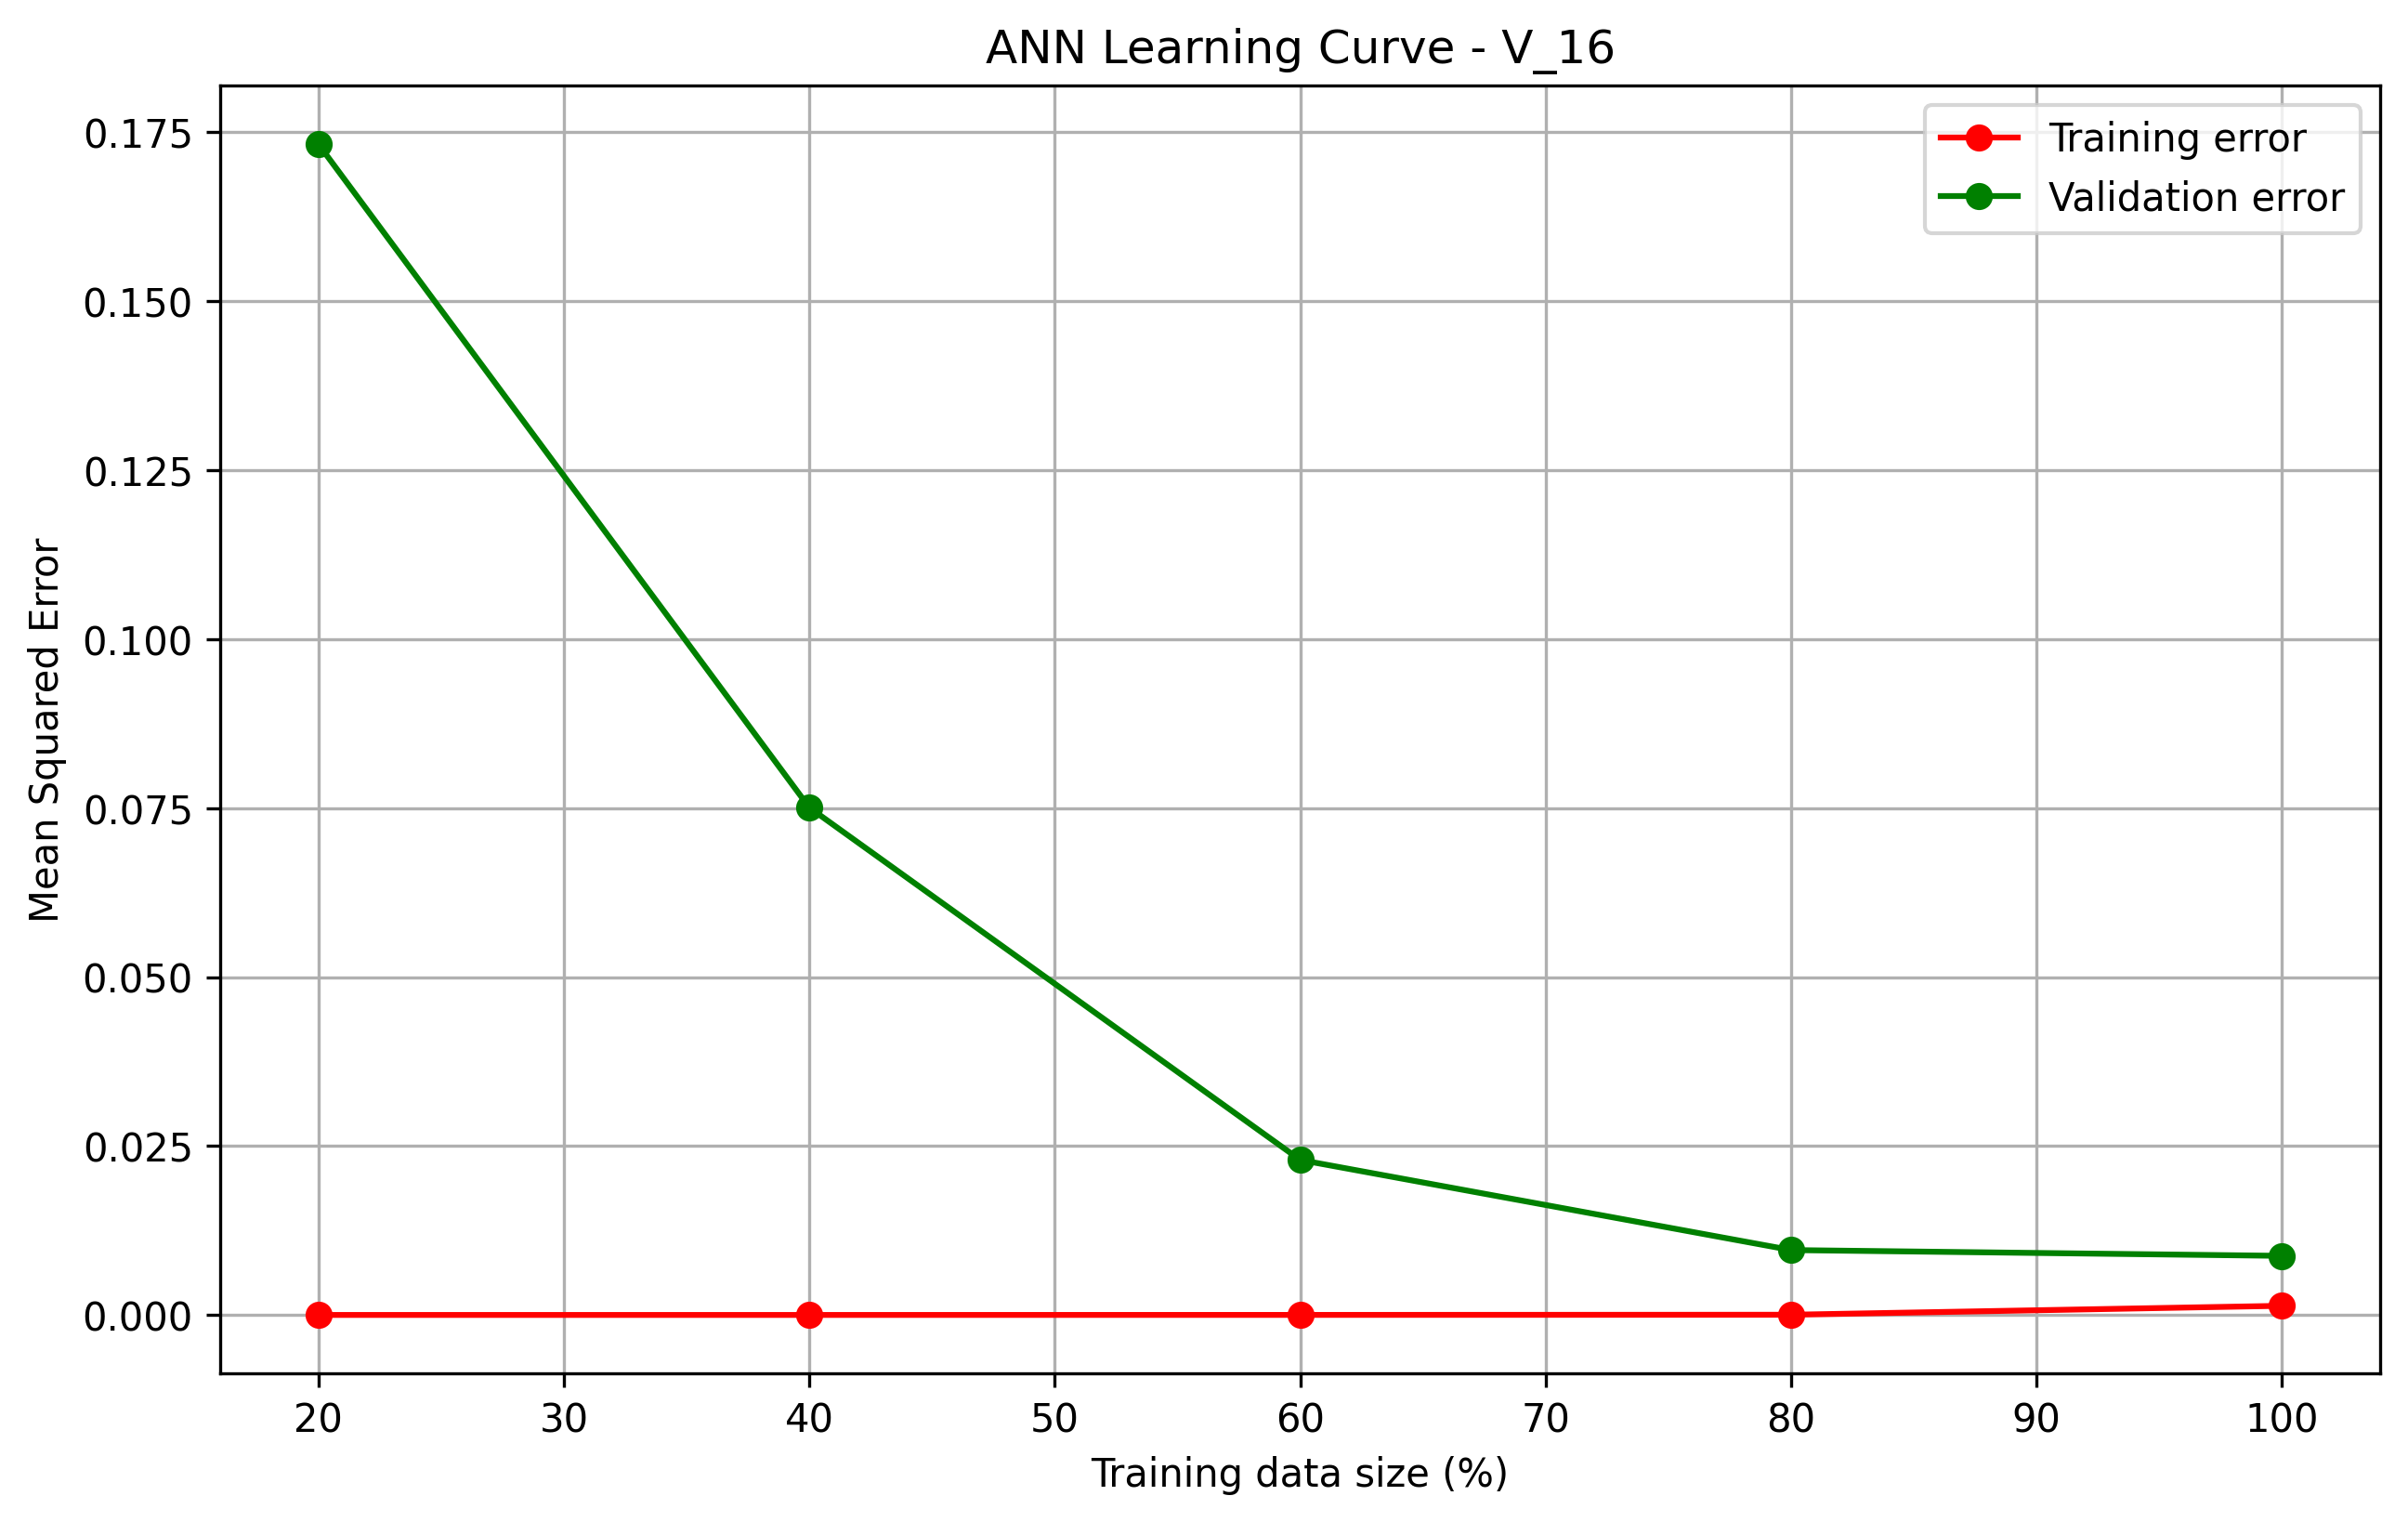 ANN Learning Curve - V_16
Training error
Validation error
0.175
0.150
0.125
0.100
0.075
0.050
0.025
0.000
Mean Squared Error
20 30 40 50 60 70 80 90 100
Training data size (%)